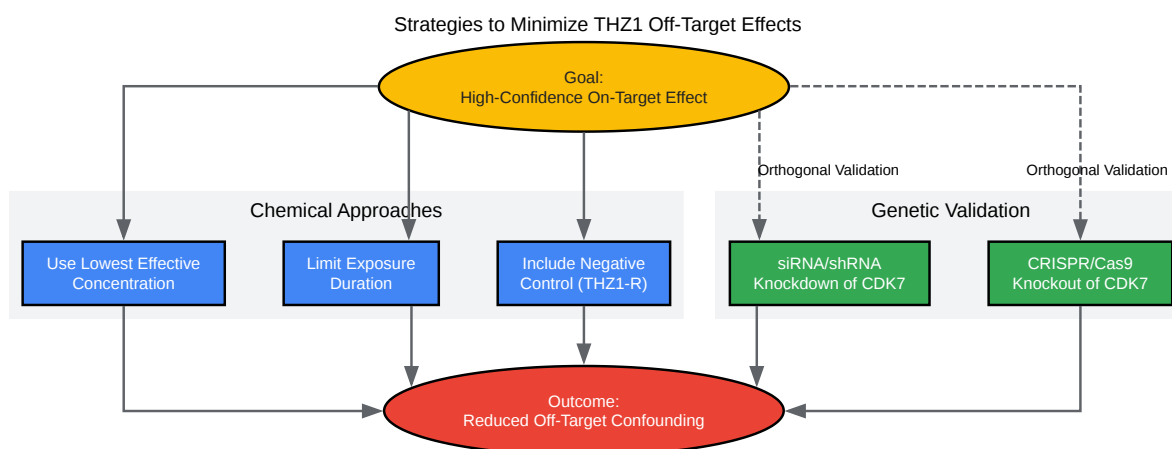 Strategies to Minimize THZ1 Off-Target Effects
Goal:
High-Confidence On-Target Effect
Orthogonal Validation
Orthogonal Validation
Chemical Approaches
Genetic Validation
Use Lowest Effective
Concentration
Limit Exposure
Duration
Include Negative
Control (THZ1-R)
siRNA/shRNA
Knockdown of CDK7
CRISPR/Cas9
Knockout of CDK7
Outcome:
Reduced Off-Target Confounding